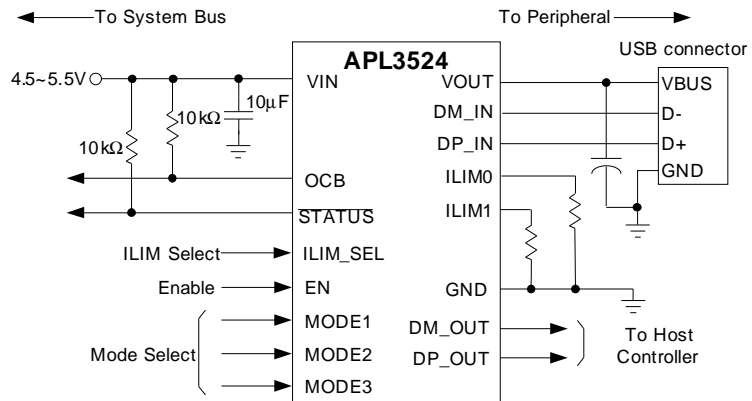 To System Bus
To Peripheral
USB connector
APL3524
4.5~5.5V
VIN
10μF
10kΩ
10kΩ
OCB
STATUS
ILIM Select
ILIM_SEL
Enable
EN
Mode Select
MODE1
MODE2
MODE3
VOUT
DM_IN
DP_IN
ILIM0
ILIM1
GND
DM_OUT
DP_OUT
VBUS
D-
D+
GND
To Host
Controller